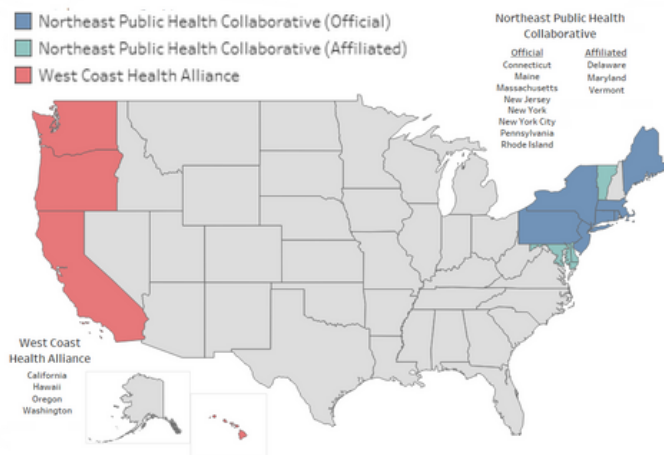 Northeast Public Health Collaborative (Official)
Northeast Public Health Collaborative (Affiliated)
West Coast Health Alliance
Northeast Public Health
Collaborative
Official
Connecticut
Maine
Massachusetts
New Jersey
New York
New York City
Pennsylvania
Rhode Island
Affiliated
Delaware
Maryland
Vermont
West Coast
Health Alliance
California
Hawaii
Oregon
Washington